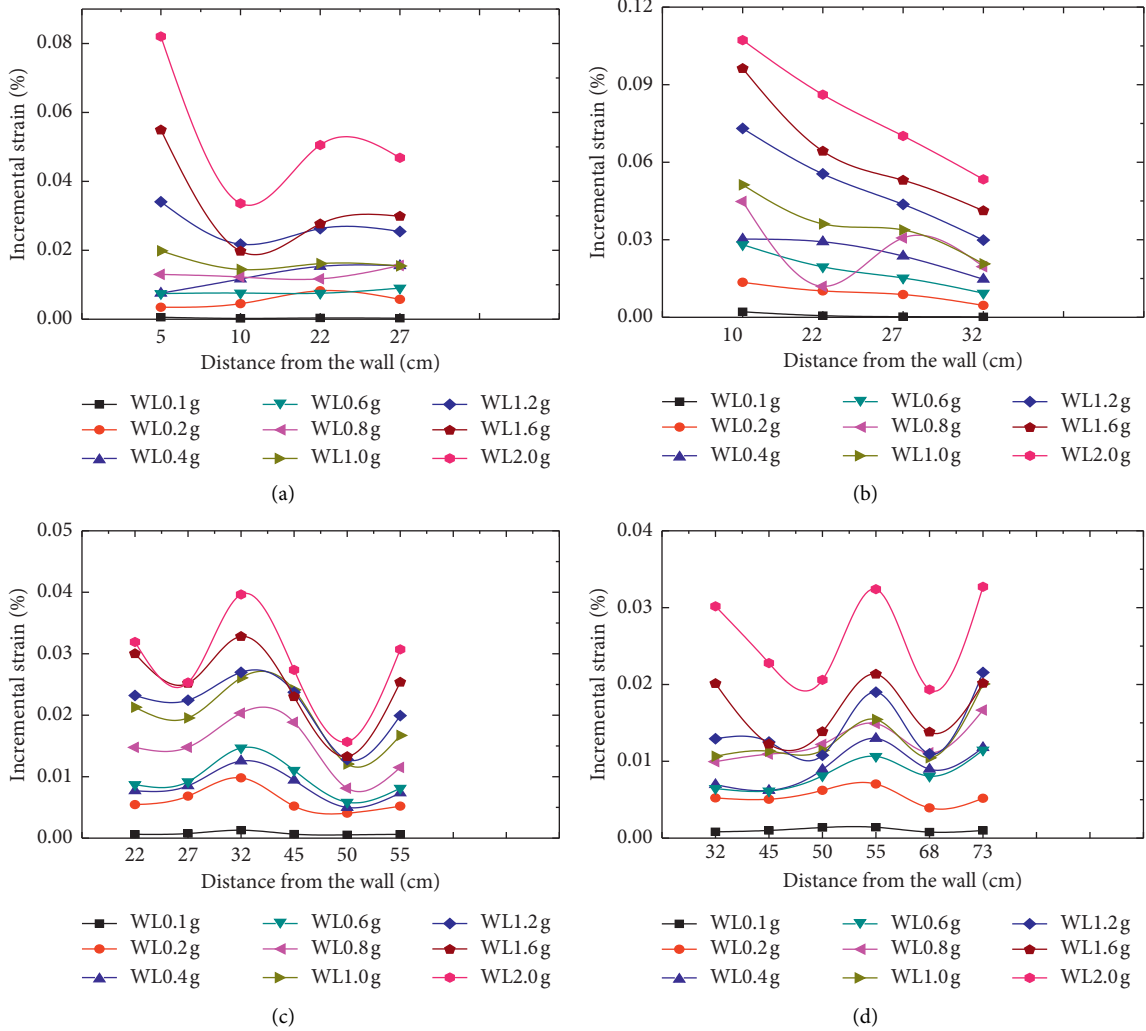 0.08
0.06
0.04
0.02
0.00
Incremental strain (%)
5 10 22 27
Distance from the wall (cm)
WL0.1g WL0.6g WL1.2g
WL0.2g WL0.8g WL1.6g
WL0.4g WL1.0g WL2.0g
(a)
0.12
0.09
0.06
0.03
0.00
Incremental strain (%)
10 22 27 32
Distance from the wall (cm)
WL0.1g WL0.6g WL1.2g
WL0.2g WL0.8g WL1.6g
WL0.4g WL1.0g WL2.0g
(b)
0.05
0.04
0.03
0.02
0.01
0.00
Incremental strain (%)
22 27 32 45 50 55
Distance from the wall (cm)
WL0.1g WL0.6g WL1.2g
WL0.2g WL0.8g WL1.6g
WL0.4g WL1.0g WL2.0g
(c)
0.04
0.03
0.02
0.01
0.00
Incremental strain (%)
32 45 50 55 68 73
Distance from the wall (cm)
WL0.1g WL0.6g WL1.2g
WL0.2g WL0.8g WL1.6g
WL0.4g WL1.0g WL2.0g
(d)